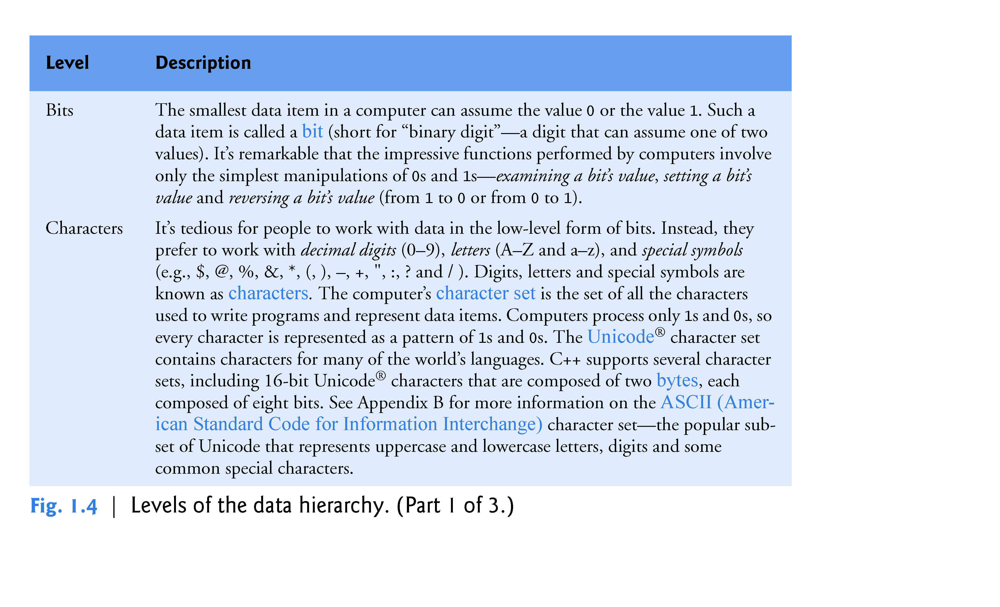 Level Description
Bits The smallest data item in a computer can assume the value 0 or the value 1. Such a
data item is called a bit (short for “binary digit”—a digit that can assume one of two
values). It’s remarkable that the impressive functions performed by computers involve
only the simplest manipulations of 0s and 1s—examining a bit’s value, setting a bit’s
value and reversing a bit’s value (from 1 to 0 or from 0 to 1).
Characters It’s tedious for people to work with data in the low-level form of bits. Instead, they
prefer to work with decimal digits (0–9), letters (A–Z and a–z), and special symbols
(e.g., $, @, %, &, *, (, ), –, +, ", :, ? and / ). Digits, letters and special symbols are
known as characters. The computer’s character set is the set of all the characters
used to write programs and represent data items. Computers process only 1s and 0s, so
every character is represented as a pattern of 1s and 0s. The Unicode® character set
contains characters for many of the world’s languages. C++ supports several character
sets, including 16-bit Unicode® characters that are composed of two bytes, each
composed of eight bits. See Appendix B for more information on the ASCII (Amer-
ican Standard Code for Information Interchange) character set—the popular sub-
set of Unicode that represents uppercase and lowercase letters, digits and some
common special characters.
Fig. 1.4 | Levels of the data hierarchy. (Part 1 of 3.)